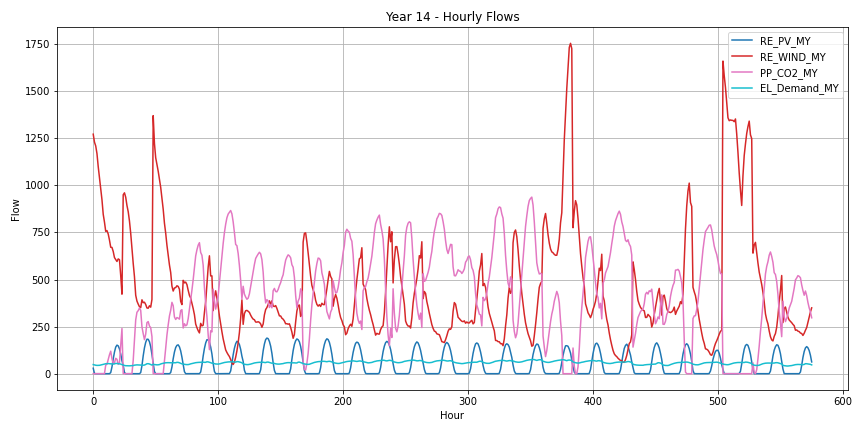 Year 14 - Hourly Flows
RE_PV_MY
RE_WIND_MY
PP_CO2_MY
EL_Demand_MY
Flow
1750
1500
1250
1000
750
500
250
0
0
100
200
300
400
500
600
Hour